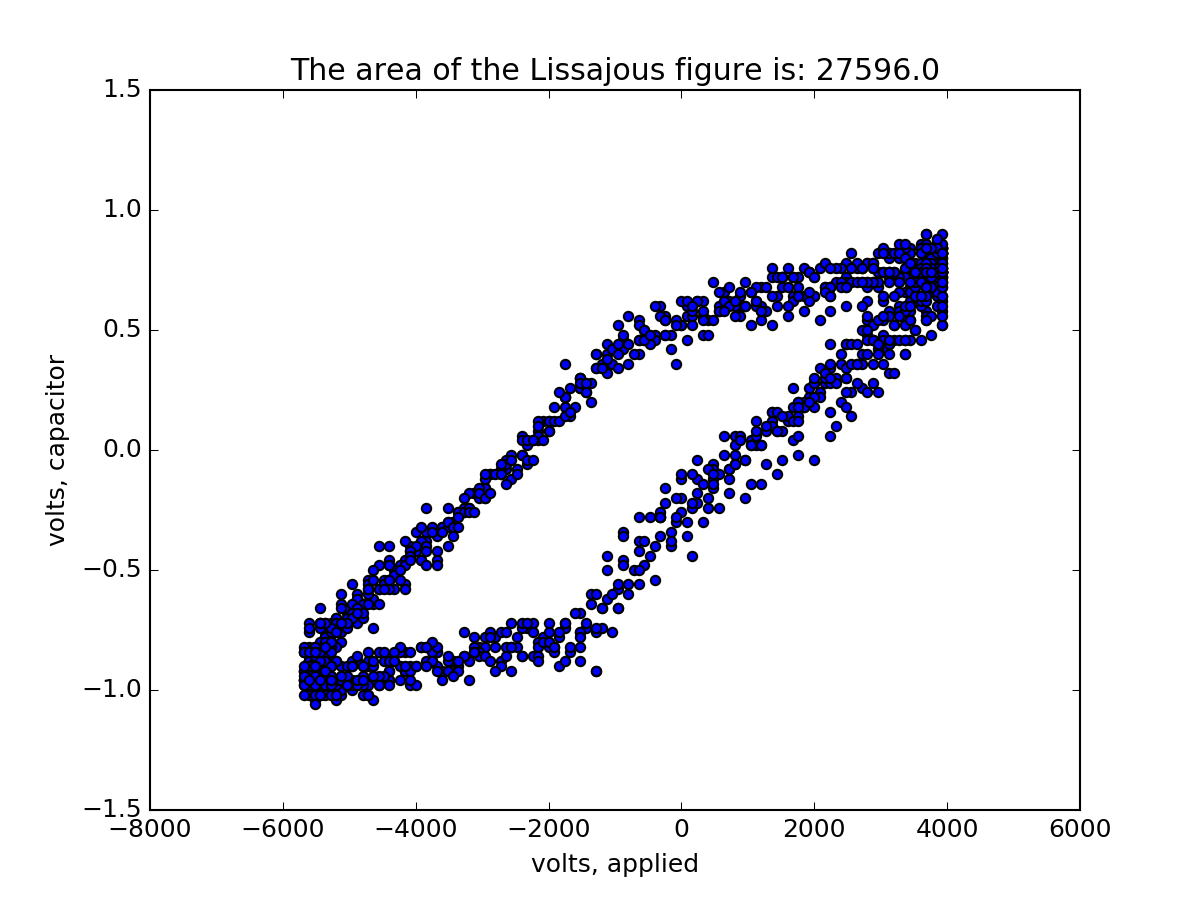 The area of the Lissajous figure is: 27596.0
1.5
1.0
0.5
0.0
−0.5
−1.0
−1.5
volts, capacitor
−8000 −6000 −4000 −2000 0 2000 4000 6000
volts, applied